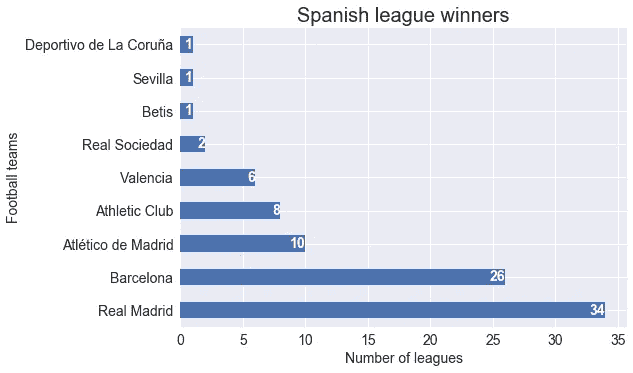 Spanish league winners
Football teams
Deportivo de La Coruña 1
Sevilla 1
Betis 1
Real Sociedad 2
Valencia 6
Athletic Club 8
Atlético de Madrid 10
Barcelona 26
Real Madrid 34
0 5 10 15 20 25 30 35
Number of leagues